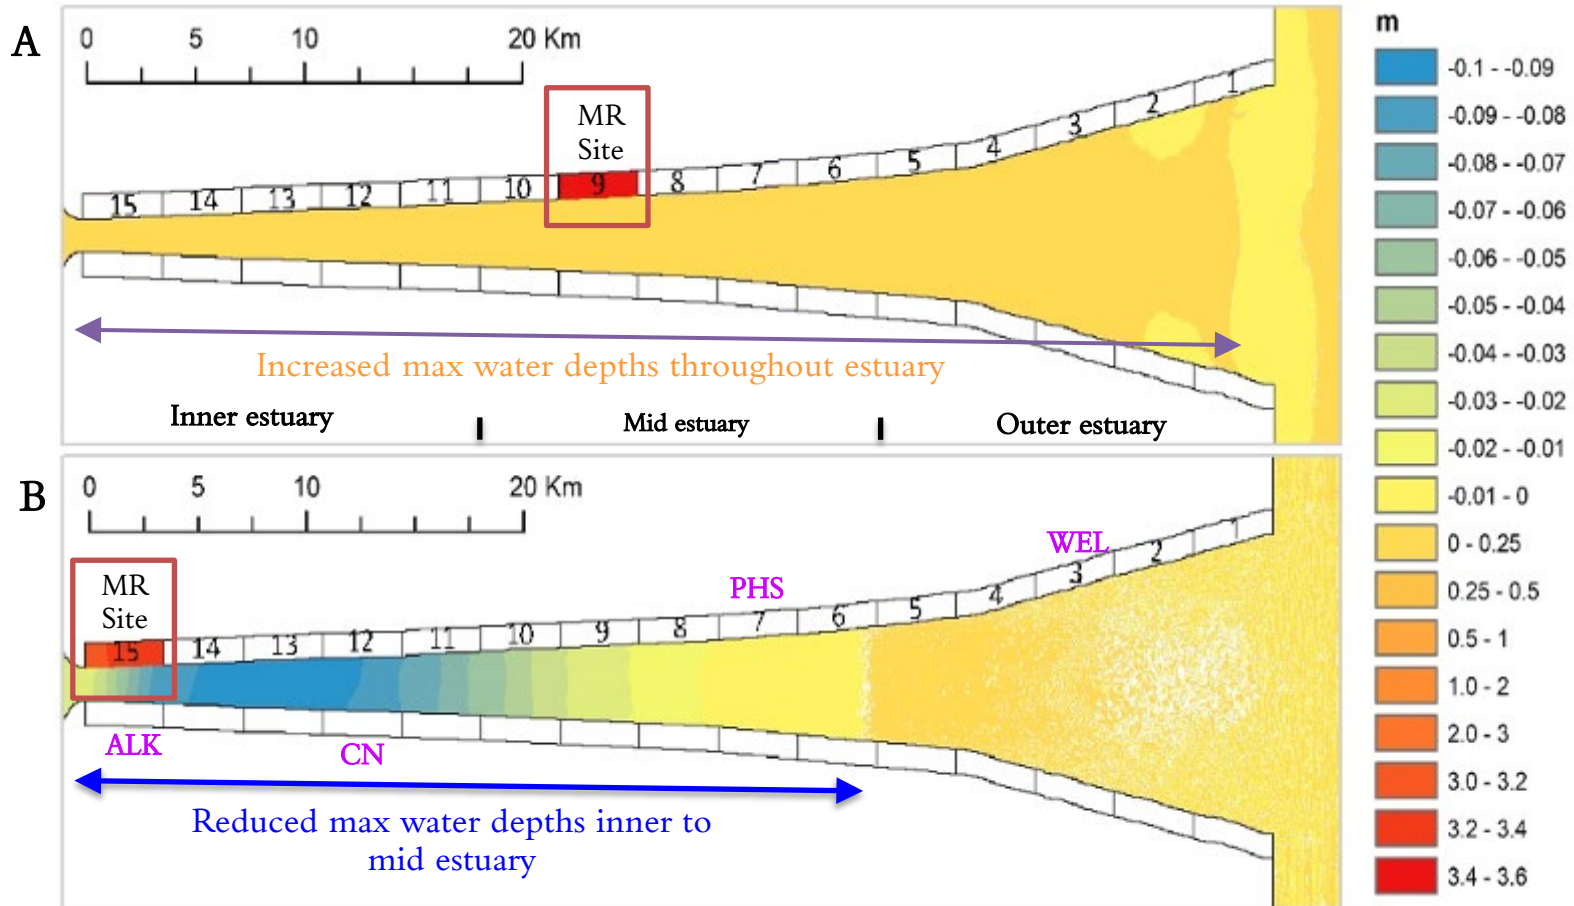 A
0 5 10 20 Km
MR
Site
15 14 13 12 11 10 9 8 7 6 5 4 3 2 1
Increased max water depths throughout estuary
Inner estuary Mid estuary Outer estuary
B
0 5 10 20 Km
MR
Site
WEL
PHS
15 14 13 12 11 10 9 8 7 6 5 4 3 2 1
ALK
CN
Reduced max water depths inner to
mid estuary
m
-0.1 - -0.09
-0.09 - -0.08
-0.08 - -0.07
-0.07 - -0.06
-0.06 - -0.05
-0.05 - -0.04
-0.04 - -0.03
-0.03 - -0.02
-0.02 - -0.01
-0.01 - 0
0 - 0.25
0.25 - 0.5
0.5 - 1
1.0 - 2
2.0 - 3
3.0 - 3.2
3.2 - 3.4
3.4 - 3.6